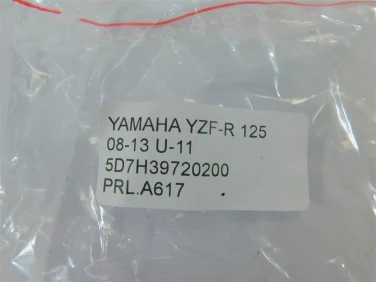 YAMAHA YZF-R 125
08-13 U-11
5D7H39720200
PRL.A617